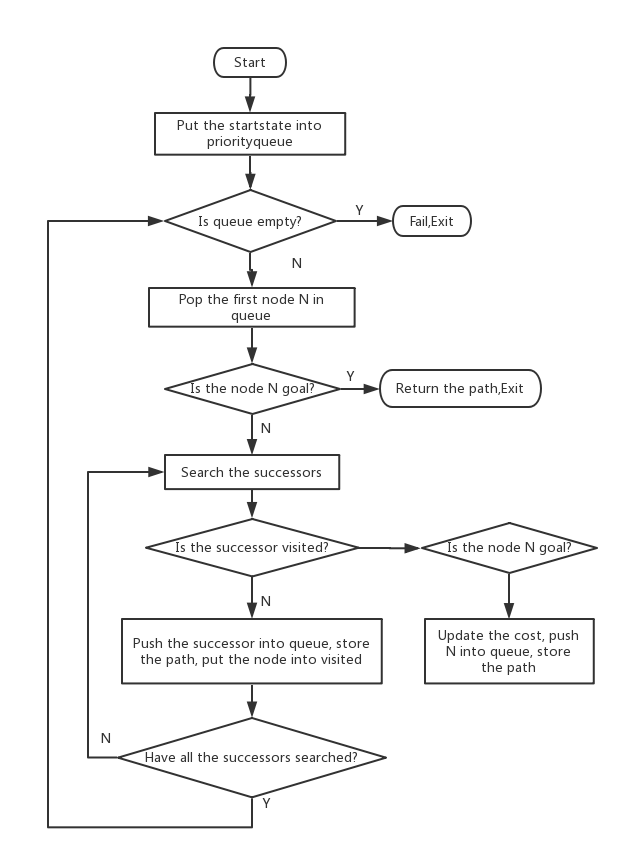 Start
Put the startstate into
priorityqueue
Is queue empty?
Y
Fail,Exit
N
Pop the first node N in
queue
Is the node N goal?
Y
Return the path,Exit
N
Search the successors
Is the successor visited?
Is the node N goal?
N
Push the successor into queue, store
the path, put the node into visited
Update the cost, push
N into queue, store
the path
N
Have all the successors searched?
Y